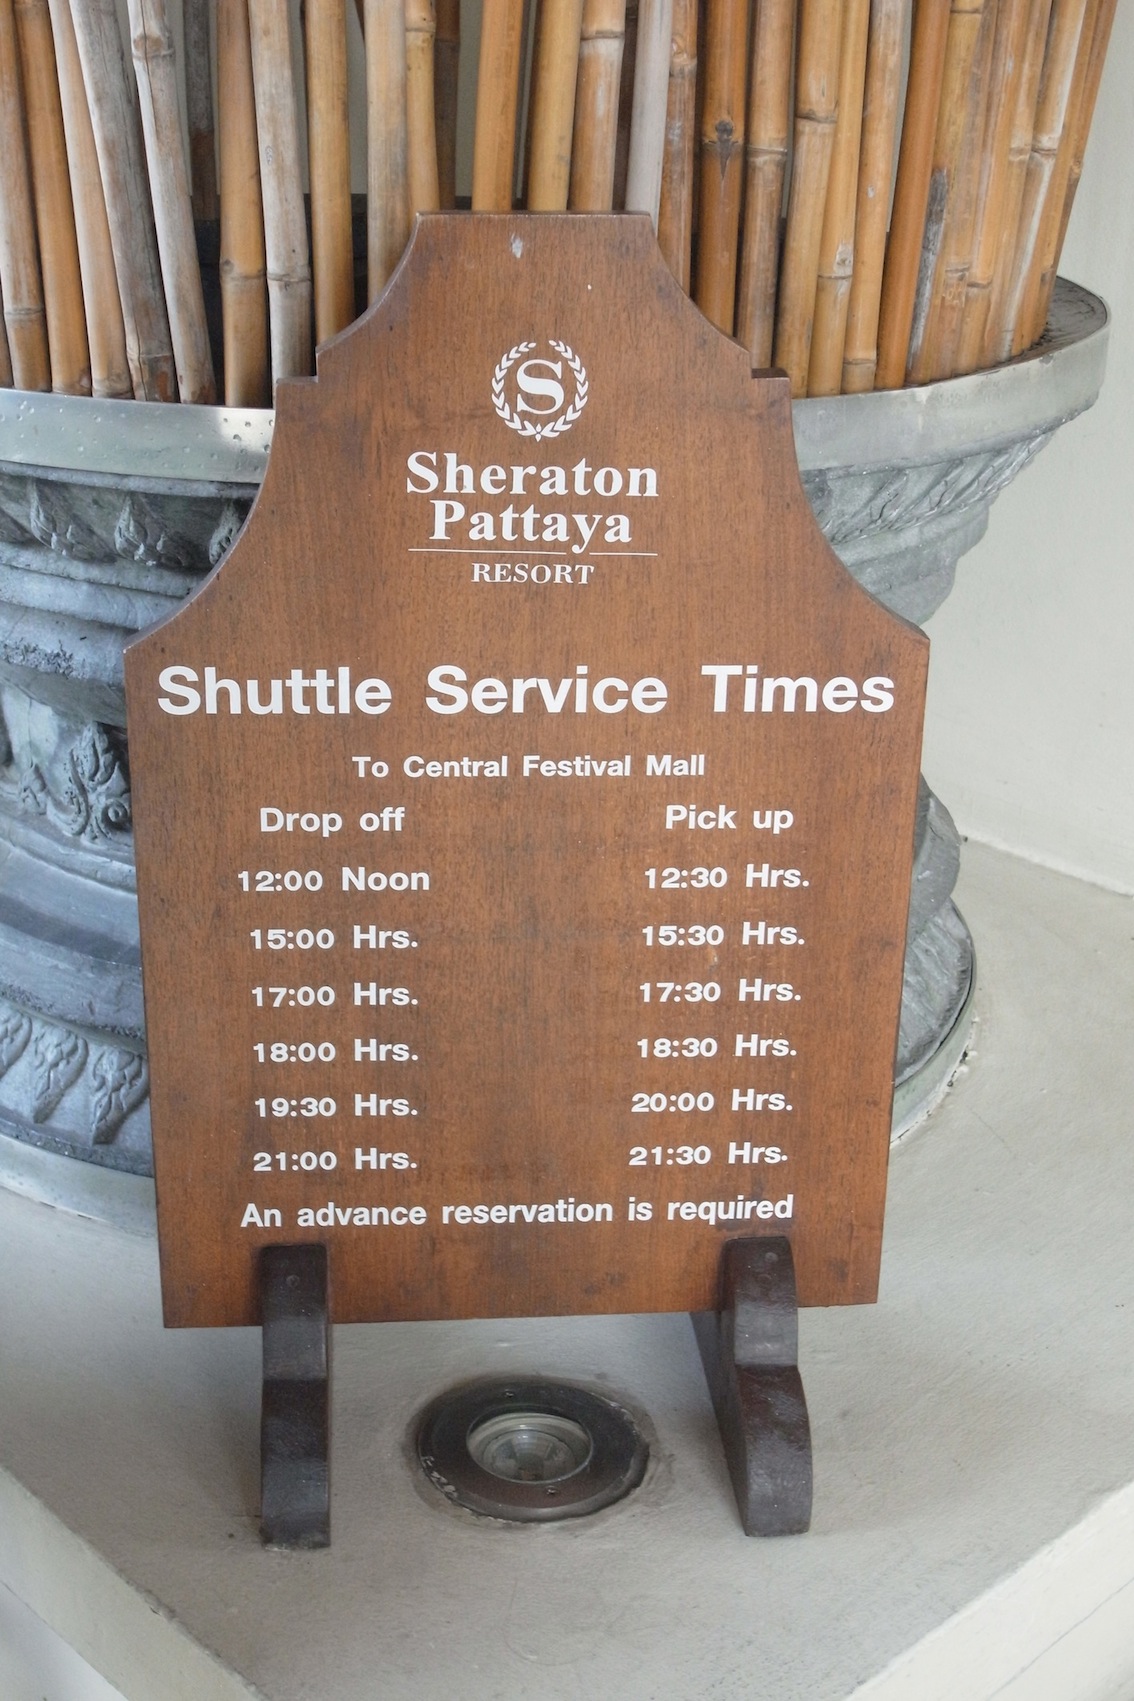 S
Sheraton
Pattaya
RESORT
Shuttle Service Times
To Central Festival Mall
Drop off Pick up
12:00 Noon 12:30 Hrs.
15:00 Hrs. 15:30 Hrs.
17:00 Hrs. 17:30 Hrs.
18:00 Hrs. 18:30 Hrs.
19:30 Hrs. 20:00 Hrs.
21:00 Hrs. 21:30 Hrs.
An advance reservation is required